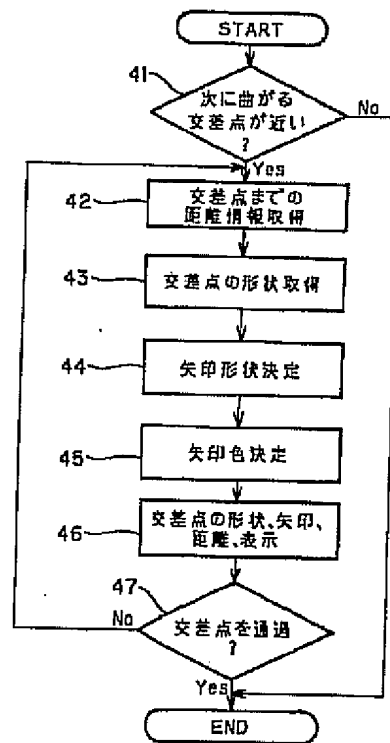 START
41
次に曲がる
交差点が近い
?
No
Yes
42
交差点までの
距離情報取得
43
交差点の形状取得
44
矢印形状決定
45
矢印色決定
46
交差点の形状、矢印、
距離、表示
47
No
交差点を通過
?
Yes
END